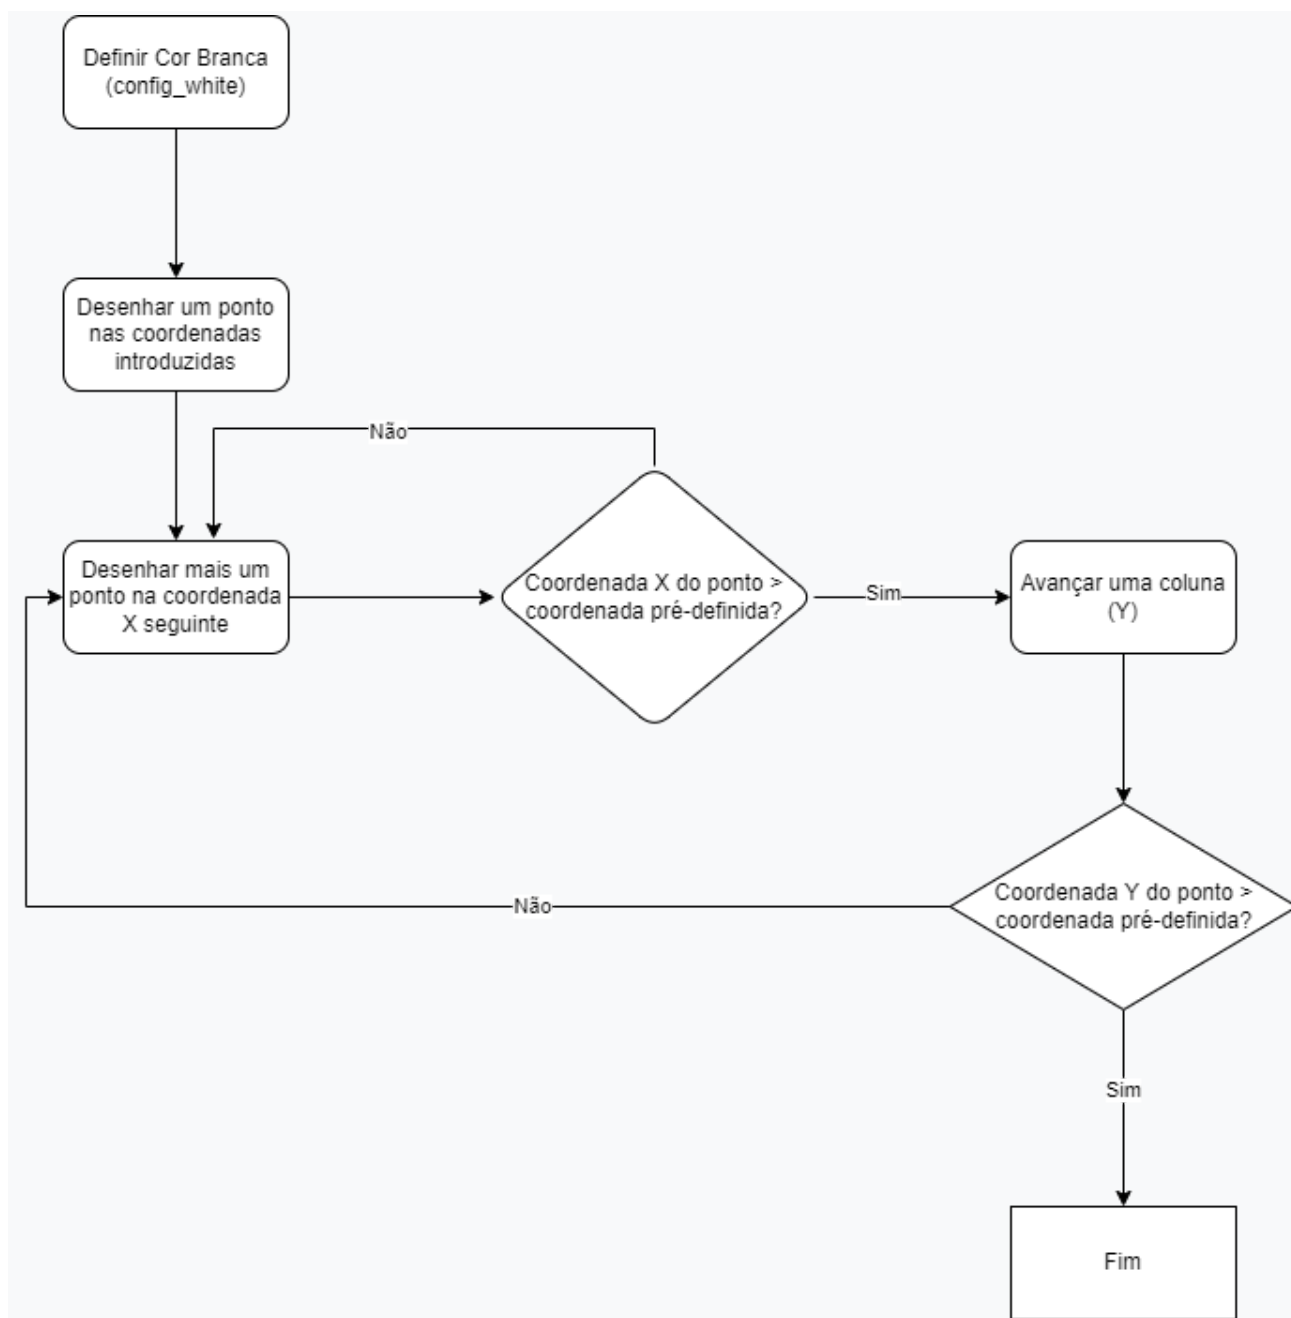 Definir Cor Branca
(config_white)
Desenhar um ponto
nas coordenadas
introduzidas
Não
Desenhar mais um
ponto na coordenada
X seguinte
Coordenada X do ponto >
coordenada pré-definida?
Sim
Avançar uma coluna
(Y)
Coordenada Y do ponto >
coordenada pré-definida?
Não
Sim
Fim